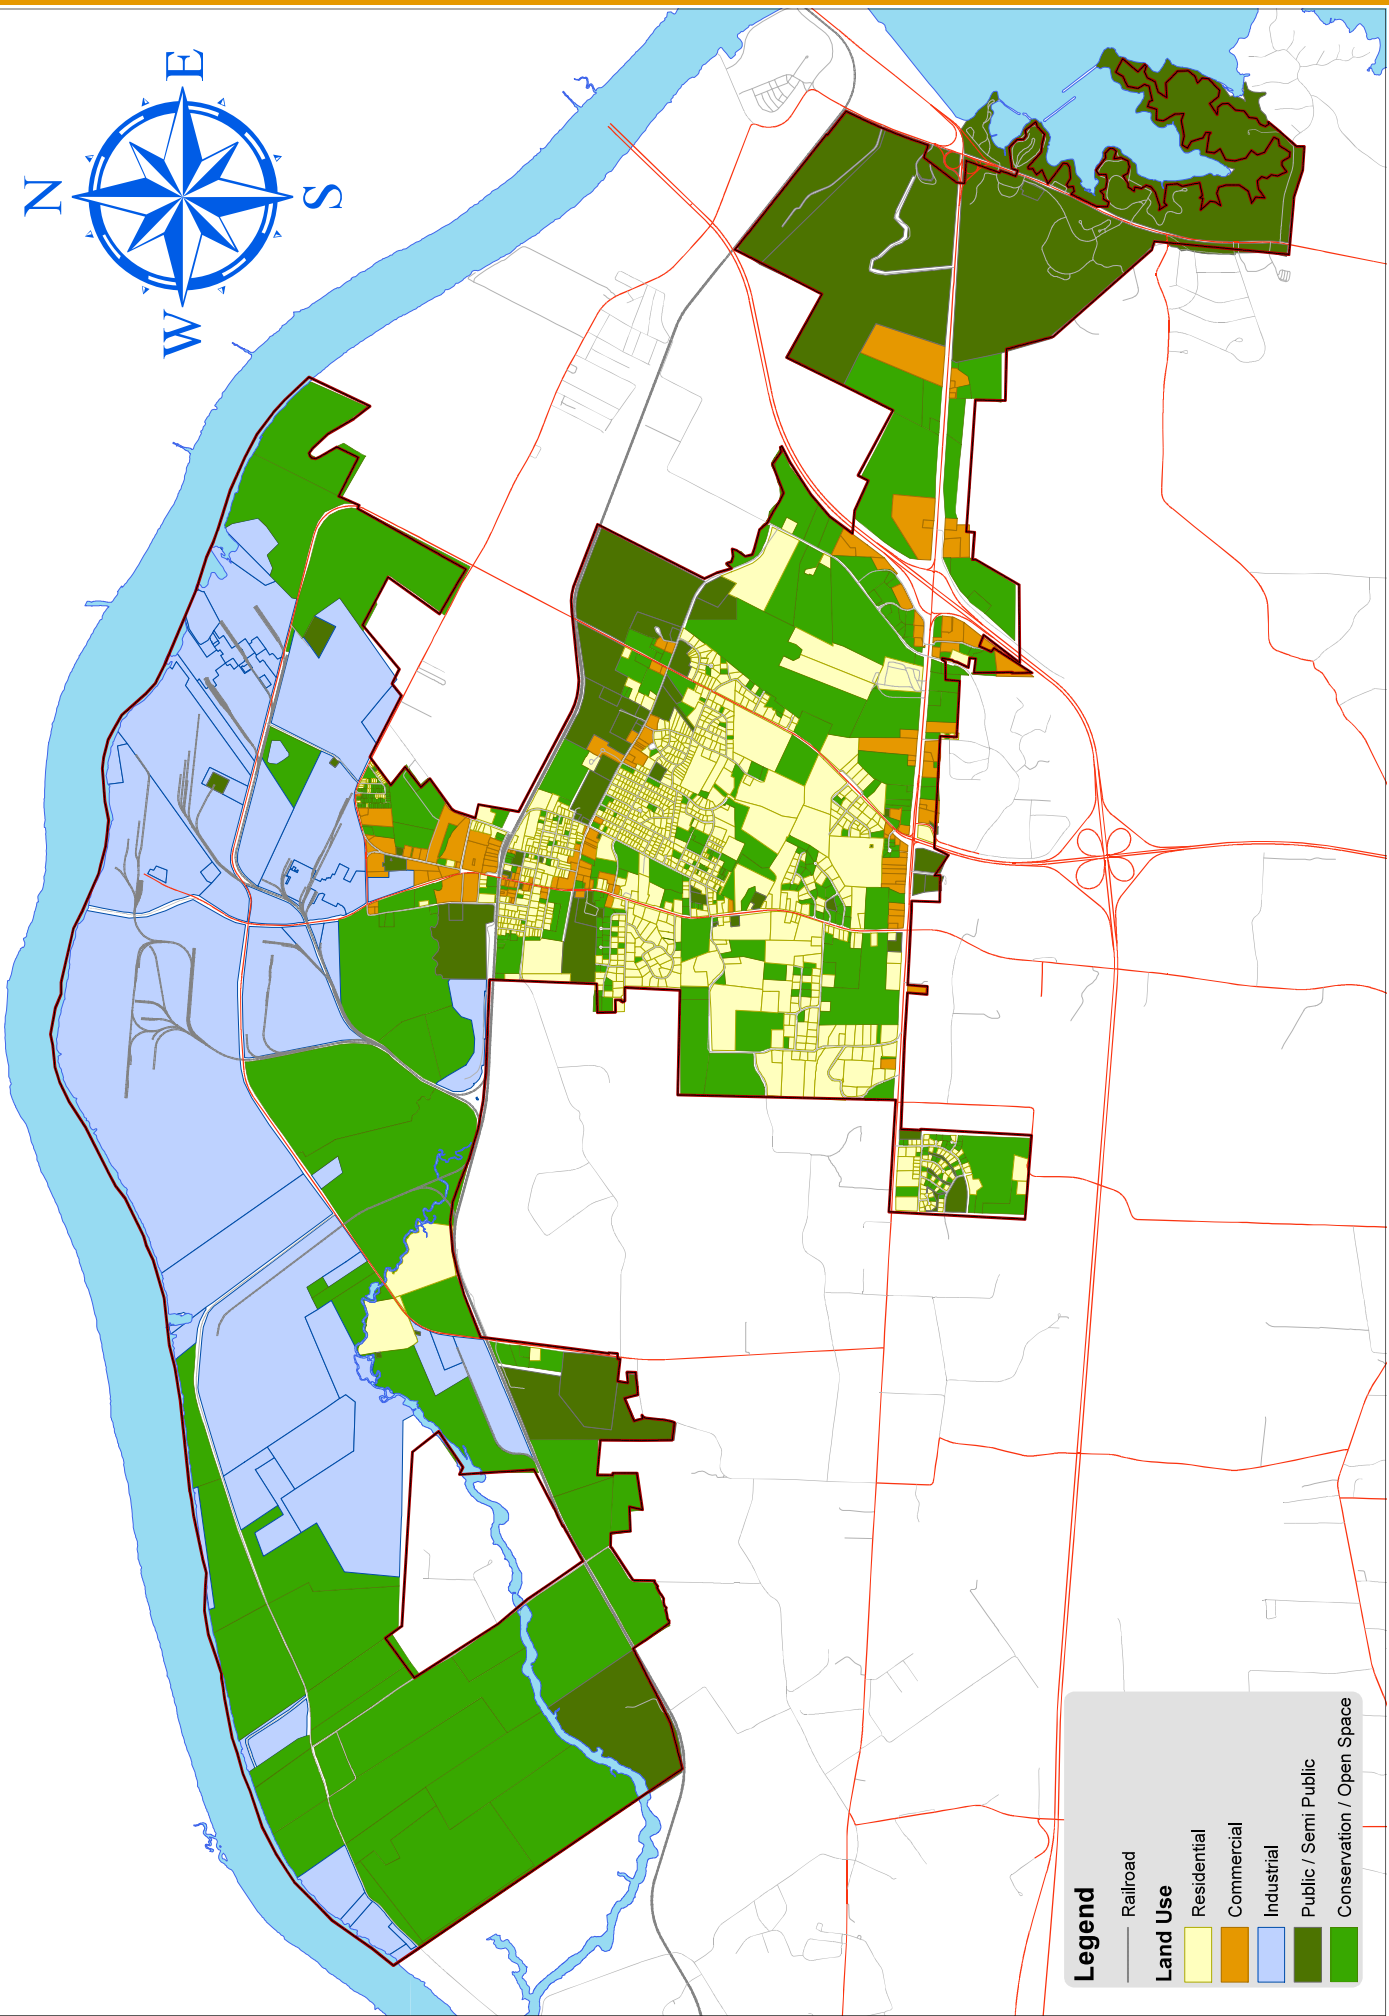 N
E
S
W
Legend
Railroad
Land Use
Residential
Commercial
Industrial
Public / Semi Public
Conservation / Open Space